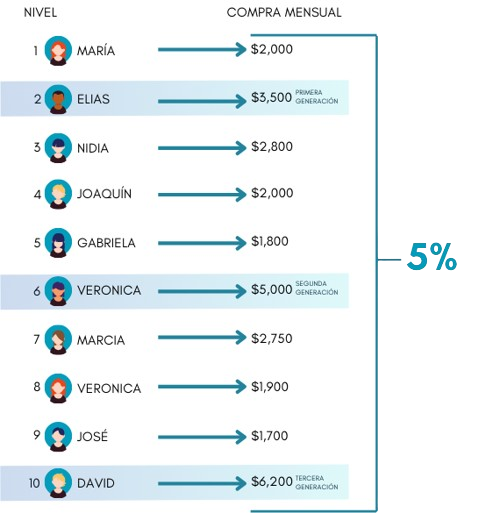 NIVEL COMPRA MENSUAL
1 MARÍA $2,000
2 ELIAS $3,500 PRIMERA
GENERACIÓN
3 NIDIA $2,800
4 JOAQUÍN $2,000
5 GABRIELA $1,800
5%
6 VERONICA $5,000 SEGUNDA
GENERACIÓN
7 MARCIA $2,750
8 VERONICA $1,900
9 JOSÉ $1,700
10 DAVID $6,200 TERCERA
GENERACIÓN